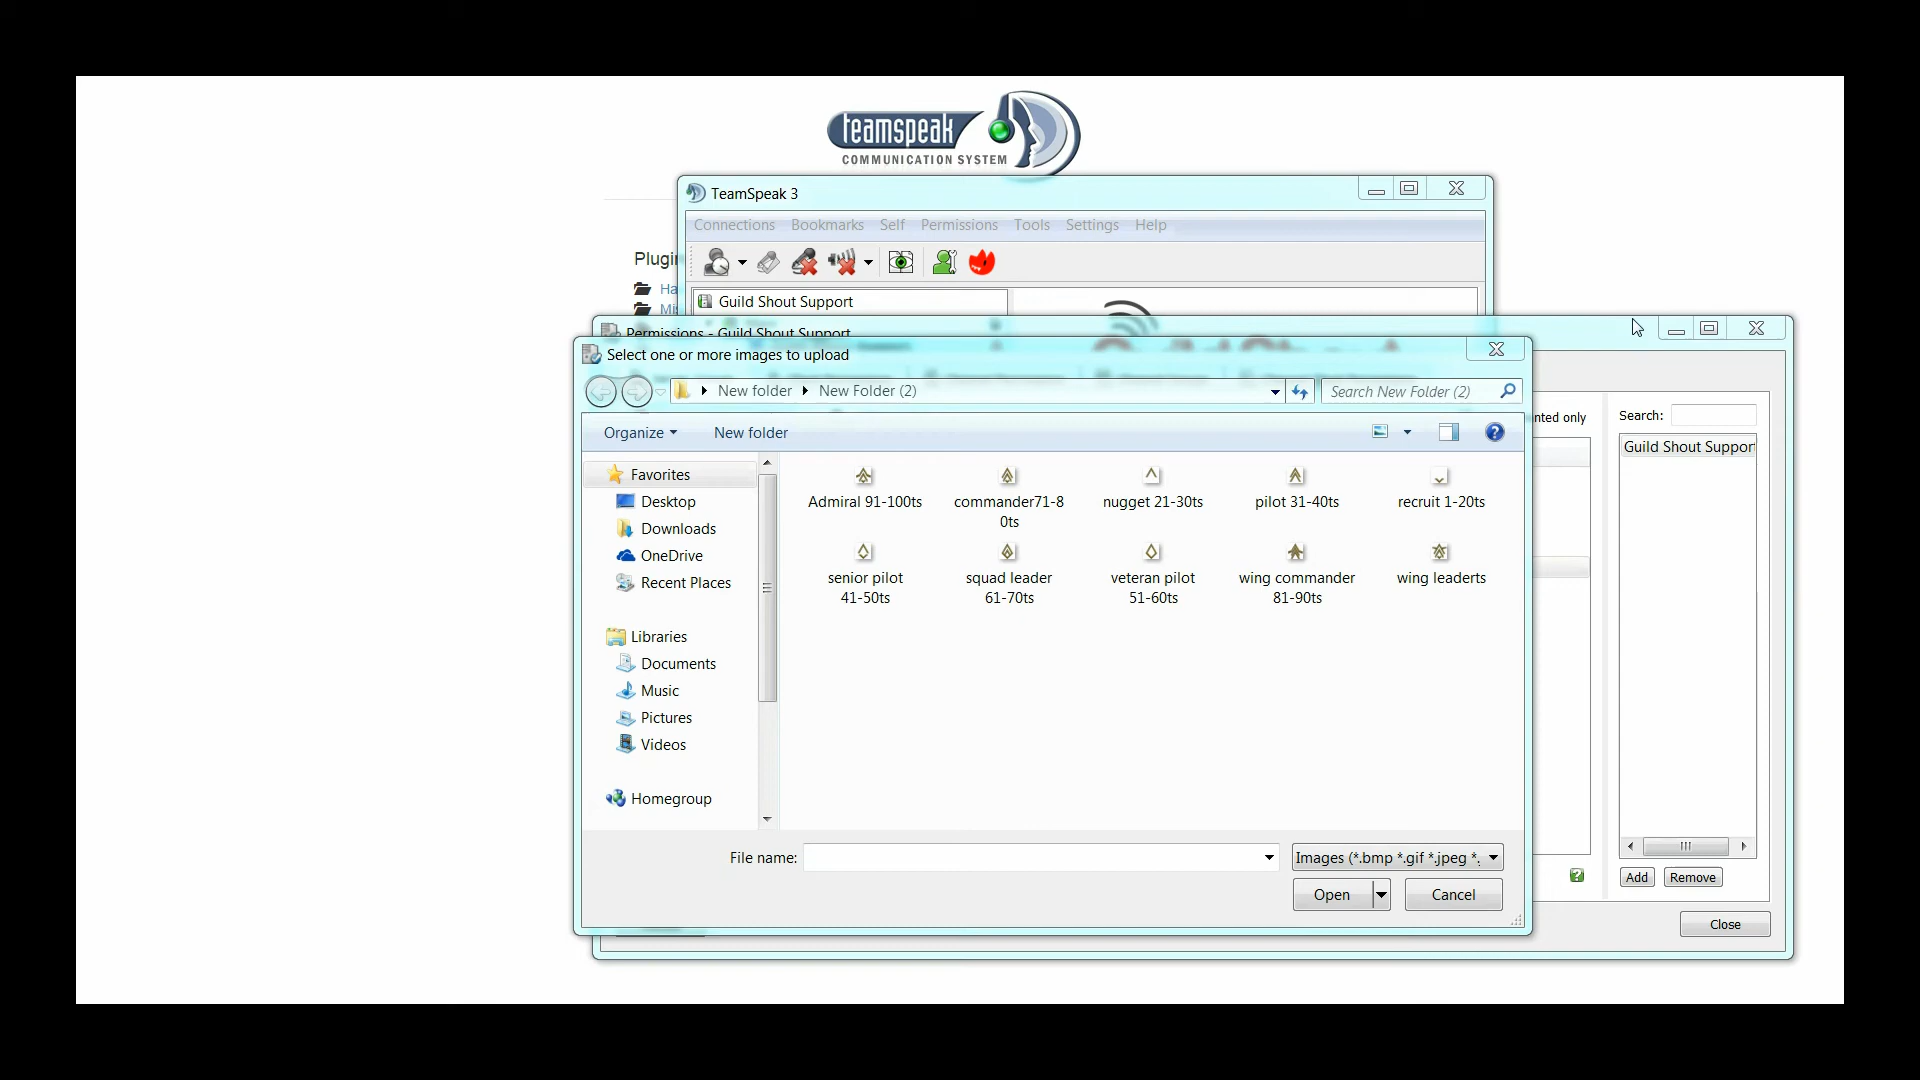 teamspeak
COMMUNICATION SYSTEM
TeamSpeak 3
Connections Bookmarks Self Permissions Tools Settings Help
Plugin
Ha
Mi
Guild Shout Support
Permissions - Guild Shout Support
Select one or more images to upload
New folder New Folder (2)
Search New Folder (2)
Organize New folder
nted only
Search:
Guild Shout Support
Favorites
Desktop
Downloads
OneDrive
Recent Places
Libraries
Documents
Music
Pictures
Videos
Homegroup
Admiral 91-100ts
commander71-8
0ts
nugget 21-30ts
pilot 31-40ts
recruit 1-20ts
senior pilot
41-50ts
squad leader
61-70ts
veteran pilot
51-60ts
wing commander
81-90ts
wing leaderts
File name:
Images (*.bmp *.gif *.jpeg *.
Open
Cancel
Add Remove
Close